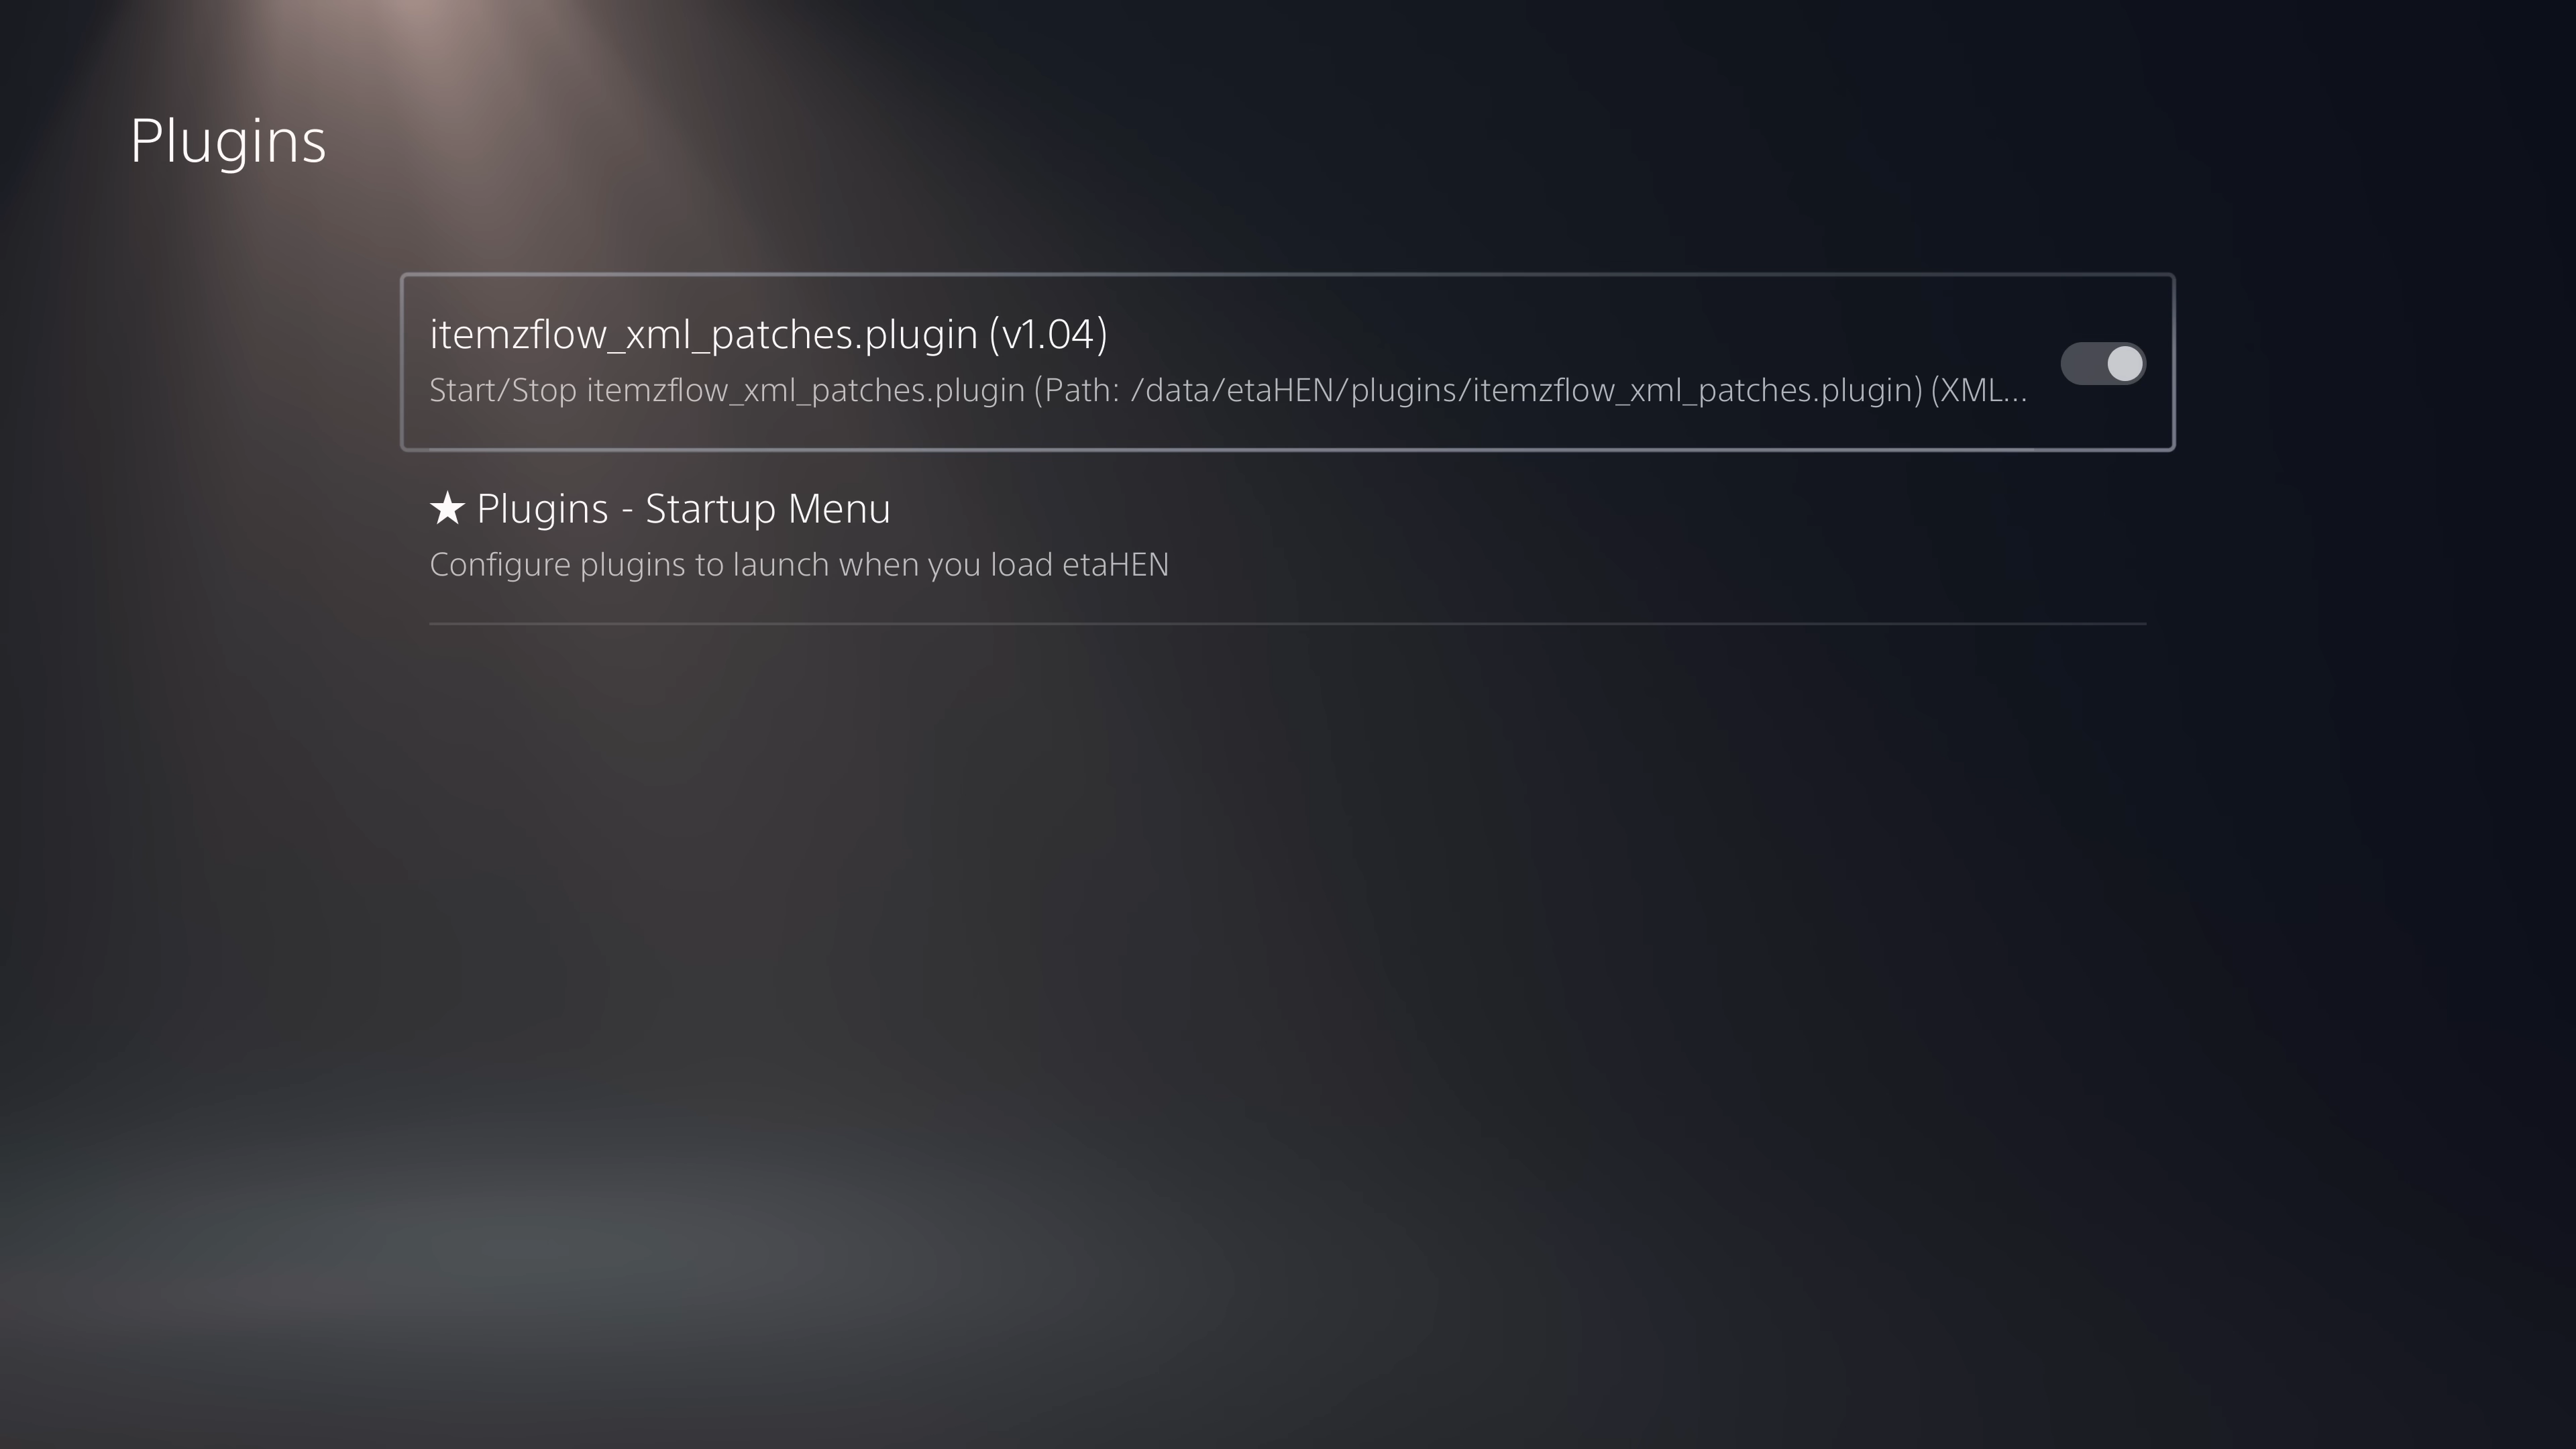 Plugins
itemzflow_xml_patches.plugin (v1.04)
Start/Stop itemzflow_xml_patches.plugin (Path: /data/etaHEN/plugins/itemzflow_xml_patches.plugin) (XML...
★ Plugins - Startup Menu
Configure plugins to launch when you load etaHEN